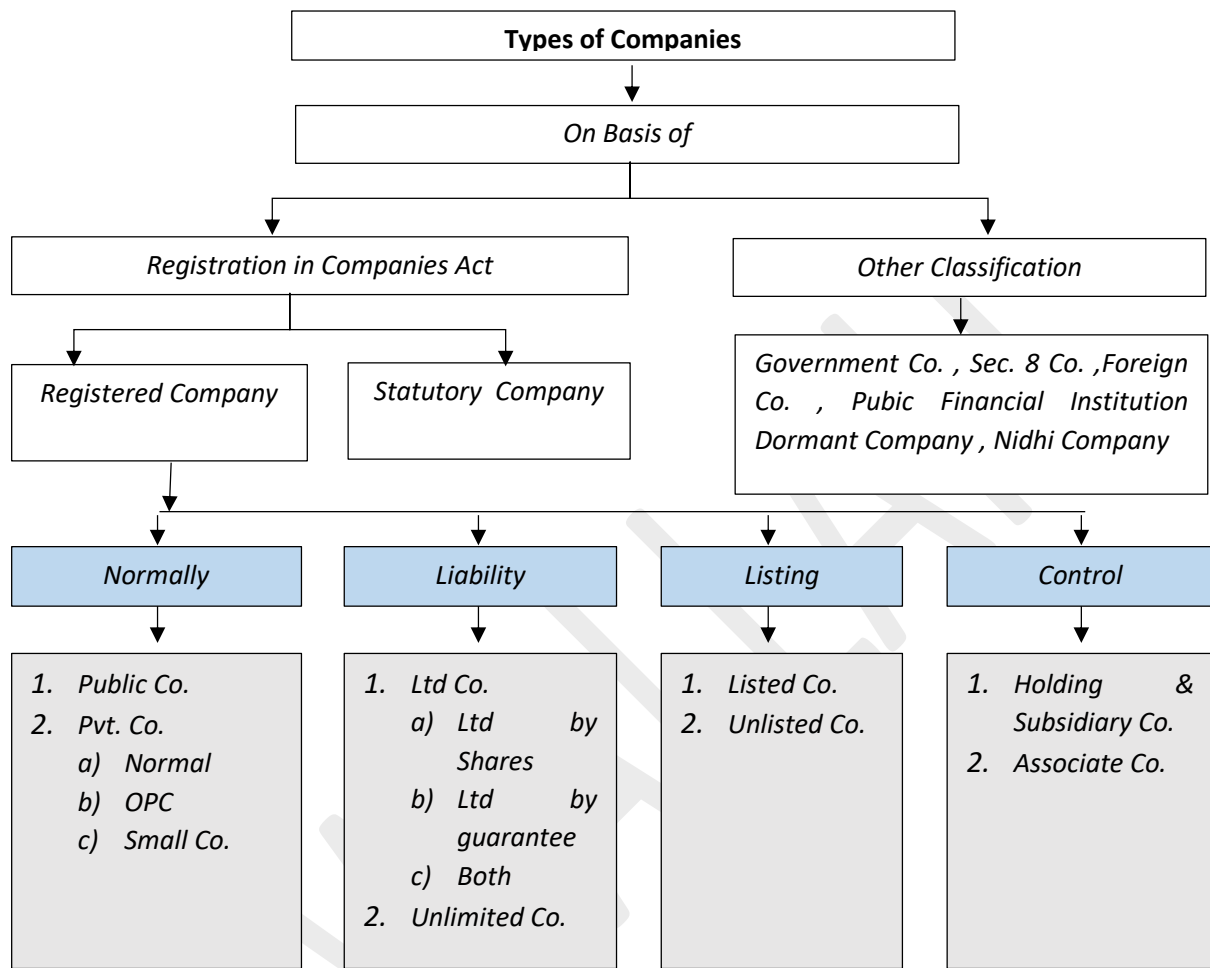 Types of Companies
On Basis of
Registration in Companies Act
Other Classification
Registered Company
Statutory Company
Government Co. , Sec. 8 Co. ,Foreign
Co. , Pubic Financial Institution
Dormant Company , Nidhi Company
Normally
Liability
Listing
Control
1. Public Co.
2. Pvt. Co.
a) Normal
b) OPC
c) Small Co.
1. Ltd Co.
a) Ltd by
Shares
b) Ltd by
guarantee
c) Both
2. Unlimited Co.
1. Listed Co.
2. Unlisted Co.
1. Holding &
Subsidiary Co.
2. Associate Co.